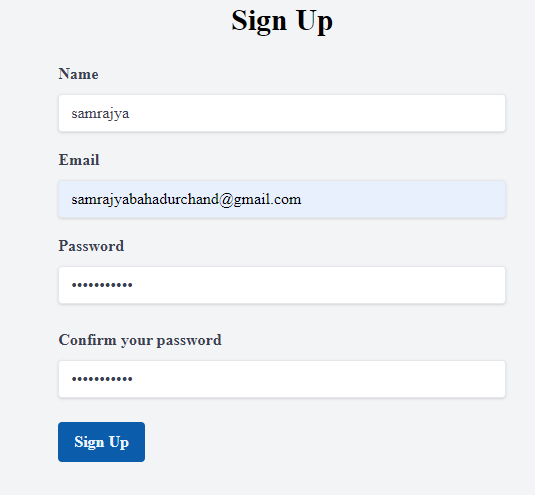 Sign Up
Name
samrajya
Email
samrajyabahadurchand@gmail.com
Password
•••••••••••
Confirm your password
•••••••••••
Sign Up